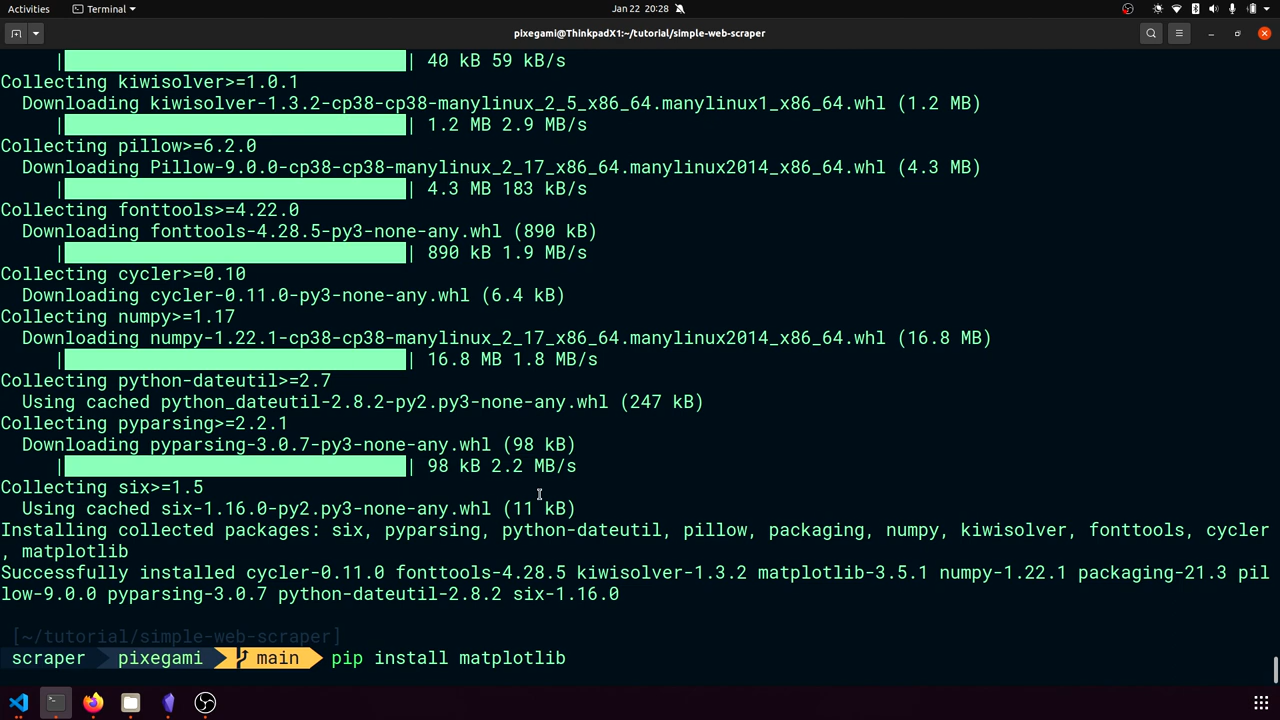 Activities Terminal Jan 22 20:28
pixegami@ThinkpadX1:~/tutorial/simple-web-scraper
| | 40 kB 59 kB/s
Collecting kiwisolver>=1.0.1
Downloading kiwisolver-1.3.2-cp38-cp38-manylinux_2_5_x86_64.manylinux1_x86_64.whl (1.2 MB)
| | 1.2 MB 2.9 MB/s
Collecting pillow>=6.2.0
Downloading Pillow-9.0.0-cp38-cp38-manylinux_2_17_x86_64.manylinux2014_x86_64.whl (4.3 MB)
| | 4.3 MB 183 kB/s
Collecting fonttools>=4.22.0
Downloading fonttools-4.28.5-py3-none-any.whl (890 kB)
| | 890 kB 1.9 MB/s
Collecting cycler>=0.10
Downloading cycler-0.11.0-py3-none-any.whl (6.4 kB)
Collecting numpy>=1.17
Downloading numpy-1.22.1-cp38-cp38-manylinux_2_17_x86_64.manylinux2014_x86_64.whl (16.8 MB)
| | 16.8 MB 1.8 MB/s
Collecting python-dateutil>=2.7
Using cached python_dateutil-2.8.2-py2.py3-none-any.whl (247 kB)
Collecting pyparsing>=2.2.1
Downloading pyparsing-3.0.7-py3-none-any.whl (98 kB)
| | 98 kB 2.2 MB/s
Collecting six>=1.5
Using cached six-1.16.0-py2.py3-none-any.whl (11 kB)
Installing collected packages: six, pyparsing, python-dateutil, pillow, packaging, numpy, kiwisolver, fonttools, cycler
, matplotlib
Successfully installed cycler-0.11.0 fonttools-4.28.5 kiwisolver-1.3.2 matplotlib-3.5.1 numpy-1.22.1 packaging-21.3 pil
low-9.0.0 pyparsing-3.0.7 python-dateutil-2.8.2 six-1.16.0
[~/tutorial/simple-web-scraper]
scraper pixegami main pip install matplotlib